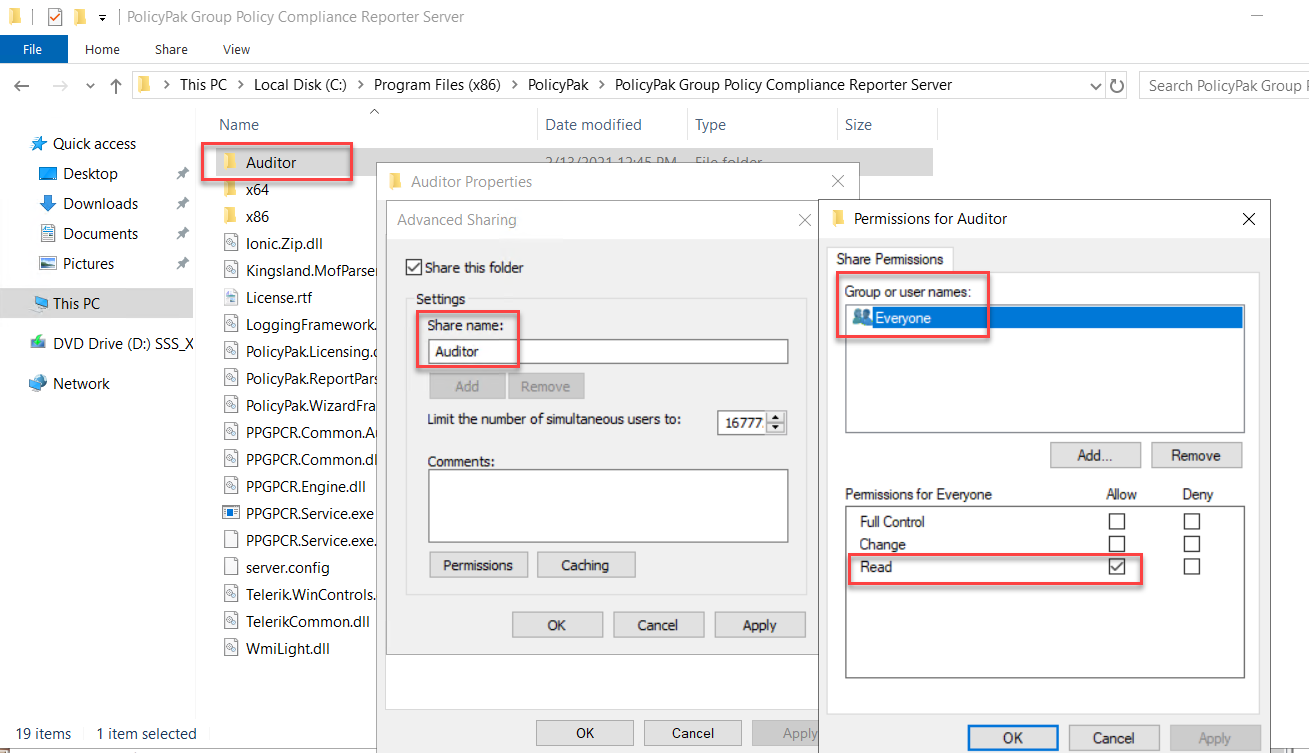 PolicyPak Group Policy Compliance Reporter Server
File Home Share View
This PC Local Disk (C:) Program Files (x86) PolicyPak PolicyPak Group Policy Compliance Reporter Server
Search PolicyPak Group
Name Date modified Type Size
Quick access
Desktop
Downloads
Documents
Pictures
This PC
DVD Drive (D:) SSS_X
Network
Auditor 2/13/2021 12:45 PM File folder
x64
x86
Ionic.Zip.dll
Kingsland.MofParser
License.rtf
LoggingFramework.
PolicyPak.Licensing.
PolicyPak.ReportPars
PolicyPak.WizardFra
PPGPCR.Common.A
PPGPCR.Common.dl
PPGPCR.Engine.dll
PPGPCR.Service.exe
PPGPCR.Service.exe.
server.config
Telerik.WinControls.
TelerikCommon.dll
WmiLight.dll
19 items 1 item selected
Auditor Properties
Advanced Sharing
Share this folder
Settings
Share name:
Auditor
Add Remove
Limit the number of simultaneous users to: 16777
Comments:
Permissions Caching
OK Cancel Apply
OK Cancel Apply
Permissions for Auditor
Share Permissions
Group or user names:
Everyone
Add... Remove
Permissions for Everyone Allow Deny
Full Control
Change
Read
OK Cancel Apply